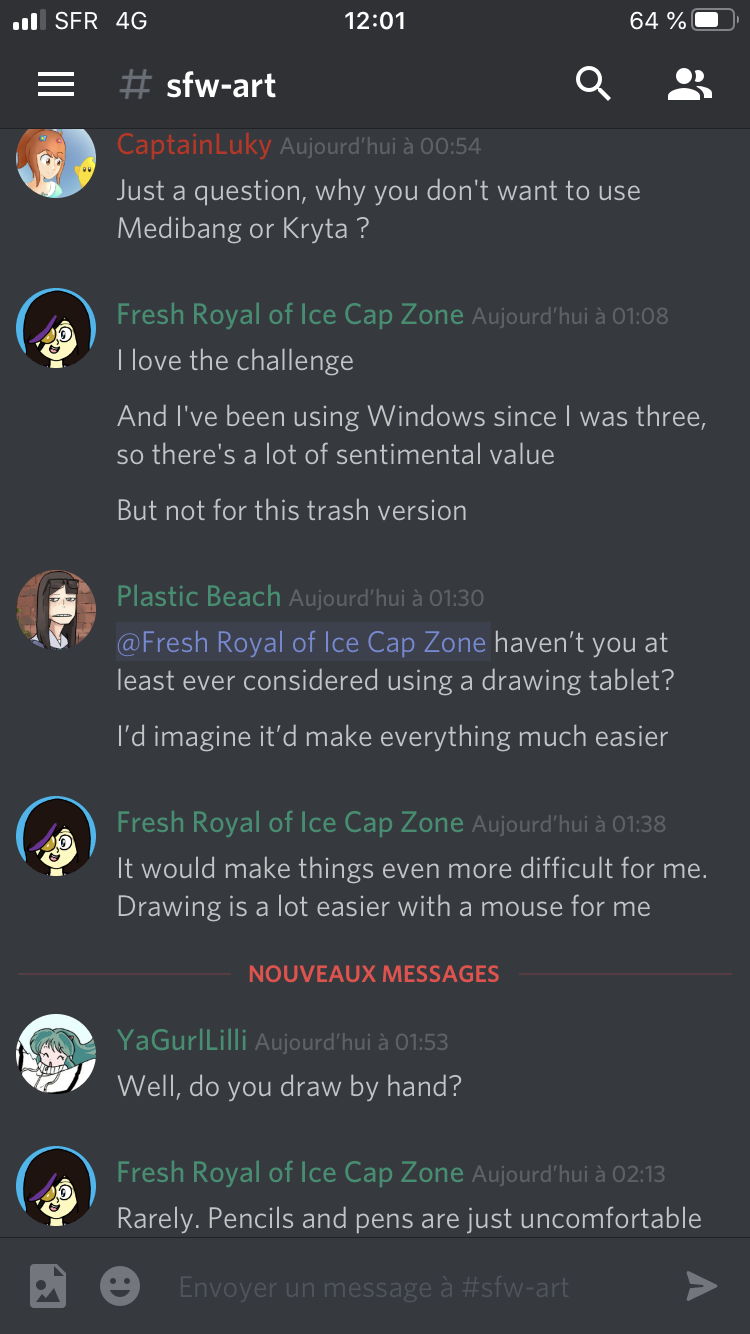 SFR 4G 12:01 64 %
# sfw-art
CaptainLuky Aujourd'hui à 00:54
Just a question, why you don't want to use
Medibang or Kryta ?
Fresh Royal of Ice Cap Zone Aujourd'hui à 01:08
I love the challenge
And I've been using Windows since I was three,
so there's a lot of sentimental value
But not for this trash version
Plastic Beach Aujourd'hui à 01:30
@Fresh Royal of Ice Cap Zone haven’t you at
least ever considered using a drawing tablet?
I’d imagine it’d make everything much easier
Fresh Royal of Ice Cap Zone Aujourd'hui à 01:38
It would make things even more difficult for me.
Drawing is a lot easier with a mouse for me
NOUVEAUX MESSAGES
YaGurlLilli Aujourd'hui à 01:53
Well, do you draw by hand?
Fresh Royal of Ice Cap Zone Aujourd'hui à 02:13
Rarely. Pencils and pens are just uncomfortable
Envoyer un message à #sfw-art